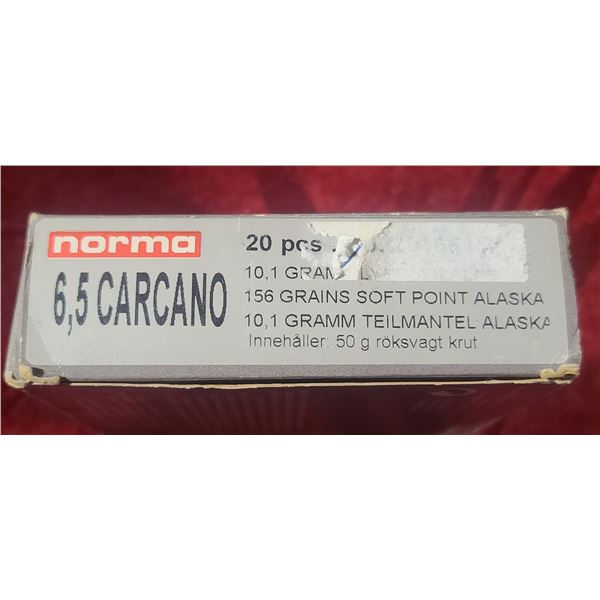 norma
6,5 CARCANO
20 pcs
10,1 GRAM
156 GRAINS SOFT POINT ALASKA
10,1 GRAMM TEILMANTEL ALASKA
Innehåller: 50 g röksvagt krut